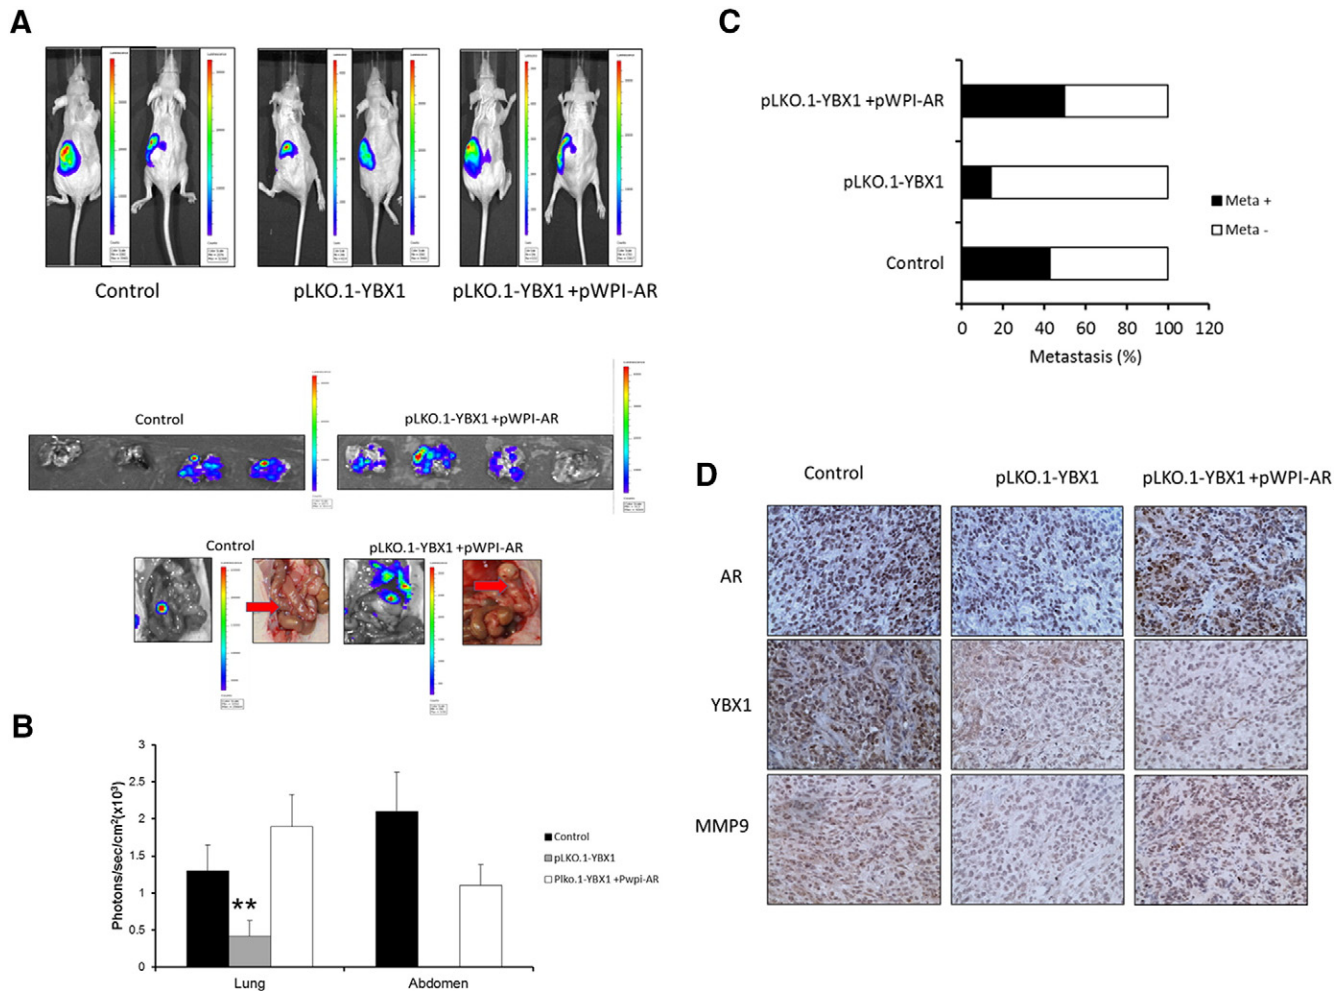 A
Control
pLKO.1-YBX1
pLKO.1-YBX1 +pWPI-AR
Control
pLKO.1-YBX1 +pWPI-AR
Control
pLKO.1-YBX1 +pWPI-AR
B
Photons/sec/cm²(x10³)
3
2.5
2
1.5
1
0.5
0
**
Lung
Abdomen
Control
pLKO.1-YBX1
Plko.1-YBX1 +Pwpi-AR
C
pLKO.1-YBX1 +pWPI-AR
pLKO.1-YBX1
Control
0 20 40 60 80 100 120
Metastasis (%)
Meta +
Meta -
D
Control
pLKO.1-YBX1
pLKO.1-YBX1 +pWPI-AR
AR
YBX1
MMP9